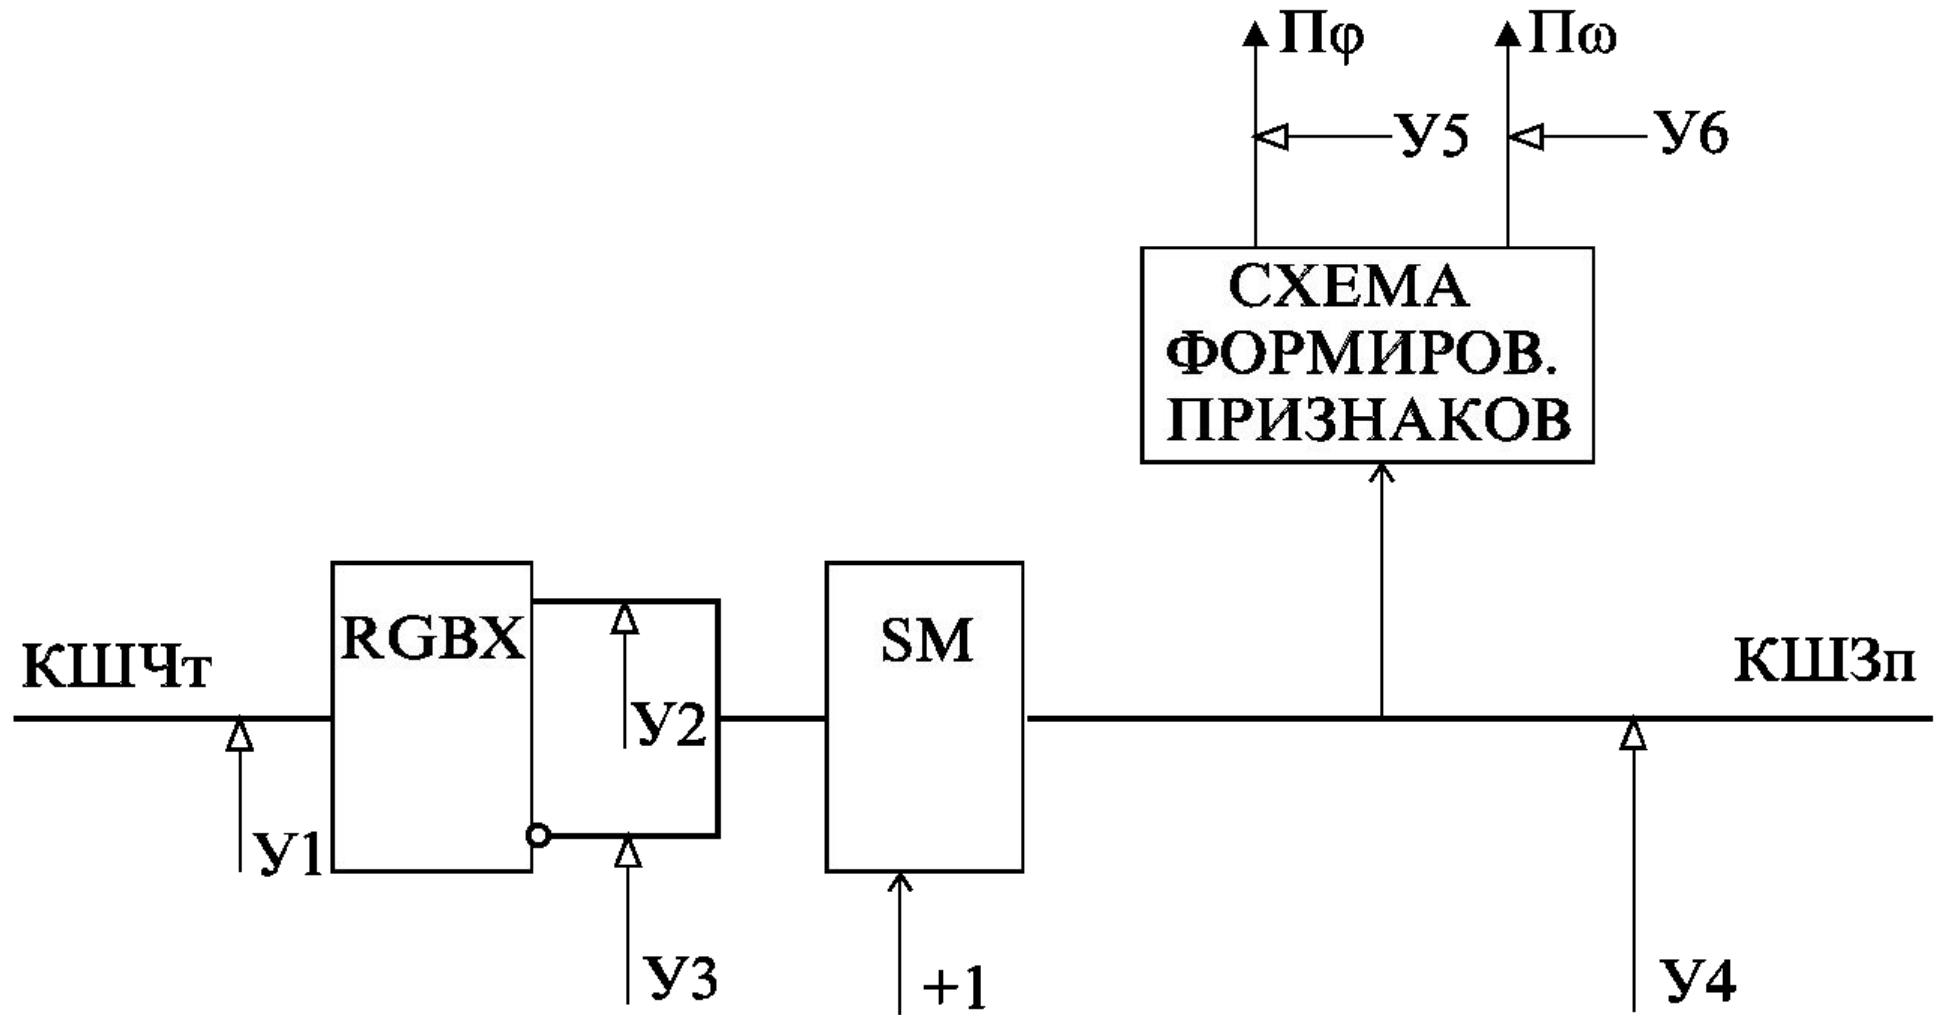 Пφ
Пω
У5
У6
СХЕМА
ФОРМИРОВ.
ПРИЗНАКОВ
RGBX
SM
КШЧт
КШЗп
У2
У1
У3
+1
У4